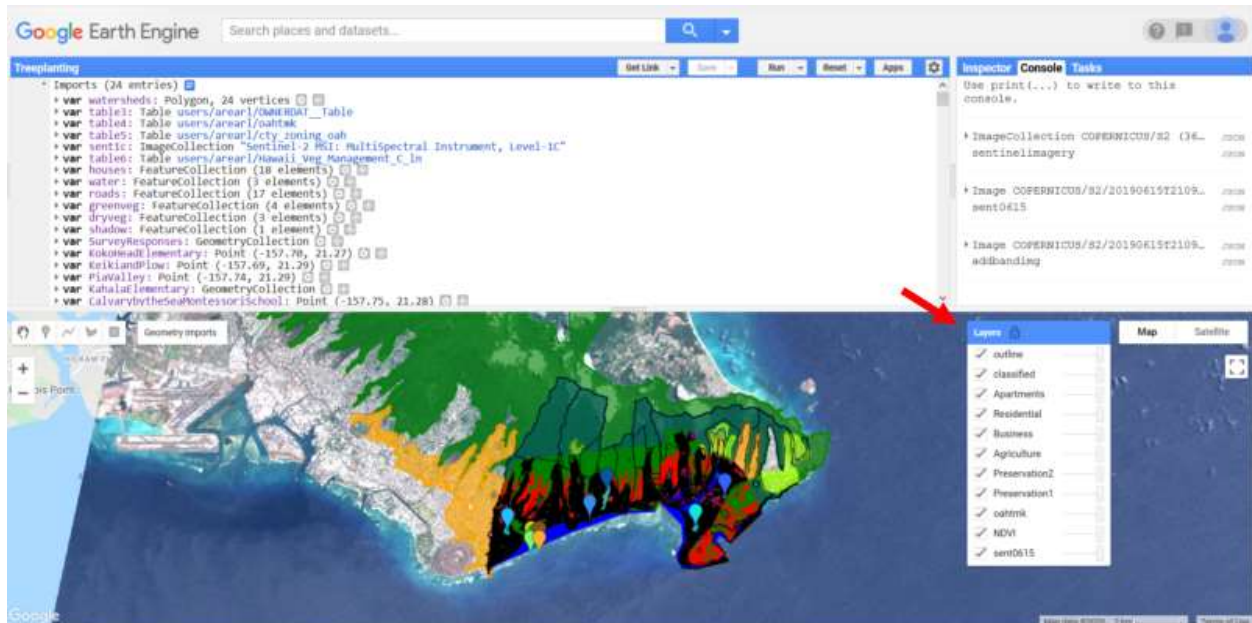 Google Earth Engine
Search places and datasets...
Treeplanting
Get Link
Save
Run
Reset
Apps
Inspector Console Tasks
Imports (24 entries)
var watersheds: Polygon, 24 vertices
var table3: Table users/arearl/OWNERDAT__Table
var table4: Table users/arearl/oahtmk
var table5: Table users/arearl/cty_zoning_oah
var sent1c: ImageCollection "Sentinel-2 MSI: MultiSpectral Instrument, Level-1C"
var table6: Table users/arearl/Hawaii_Veg_Management_C_ln
var houses: FeatureCollection (18 elements)
var water: FeatureCollection (3 elements)
var roads: FeatureCollection (17 elements)
var greenveg: FeatureCollection (4 elements)
var dryveg: FeatureCollection (3 elements)
var shadow: FeatureCollection (1 element)
var SurveyResponses: GeometryCollection
var KokoHeadElementary: Point (-157.70, 21.27)
var KeikiandPlow: Point (-157.69, 21.29)
var PiaValley: Point (-157.74, 21.29)
var KahalaElementary: GeometryCollection
var CalvarybytheSeaMontessoriSchool: Point (-157.75, 21.28)
Use print(...) to write to this
console.
ImageCollection COPERNICUS/S2 (36…
sentinelimagery
Image COPERNICUS/S2/20190615T2109…
sent0615
Image COPERNICUS/S2/20190615T2109…
addbandimg
Geometry Imports
Layers
Map
Satellite
outline
classified
Apartments
Residential
Business
Agriculture
Preservation2
Preservation1
oahtmk
NDVI
sent0615
+
−
Point
Google